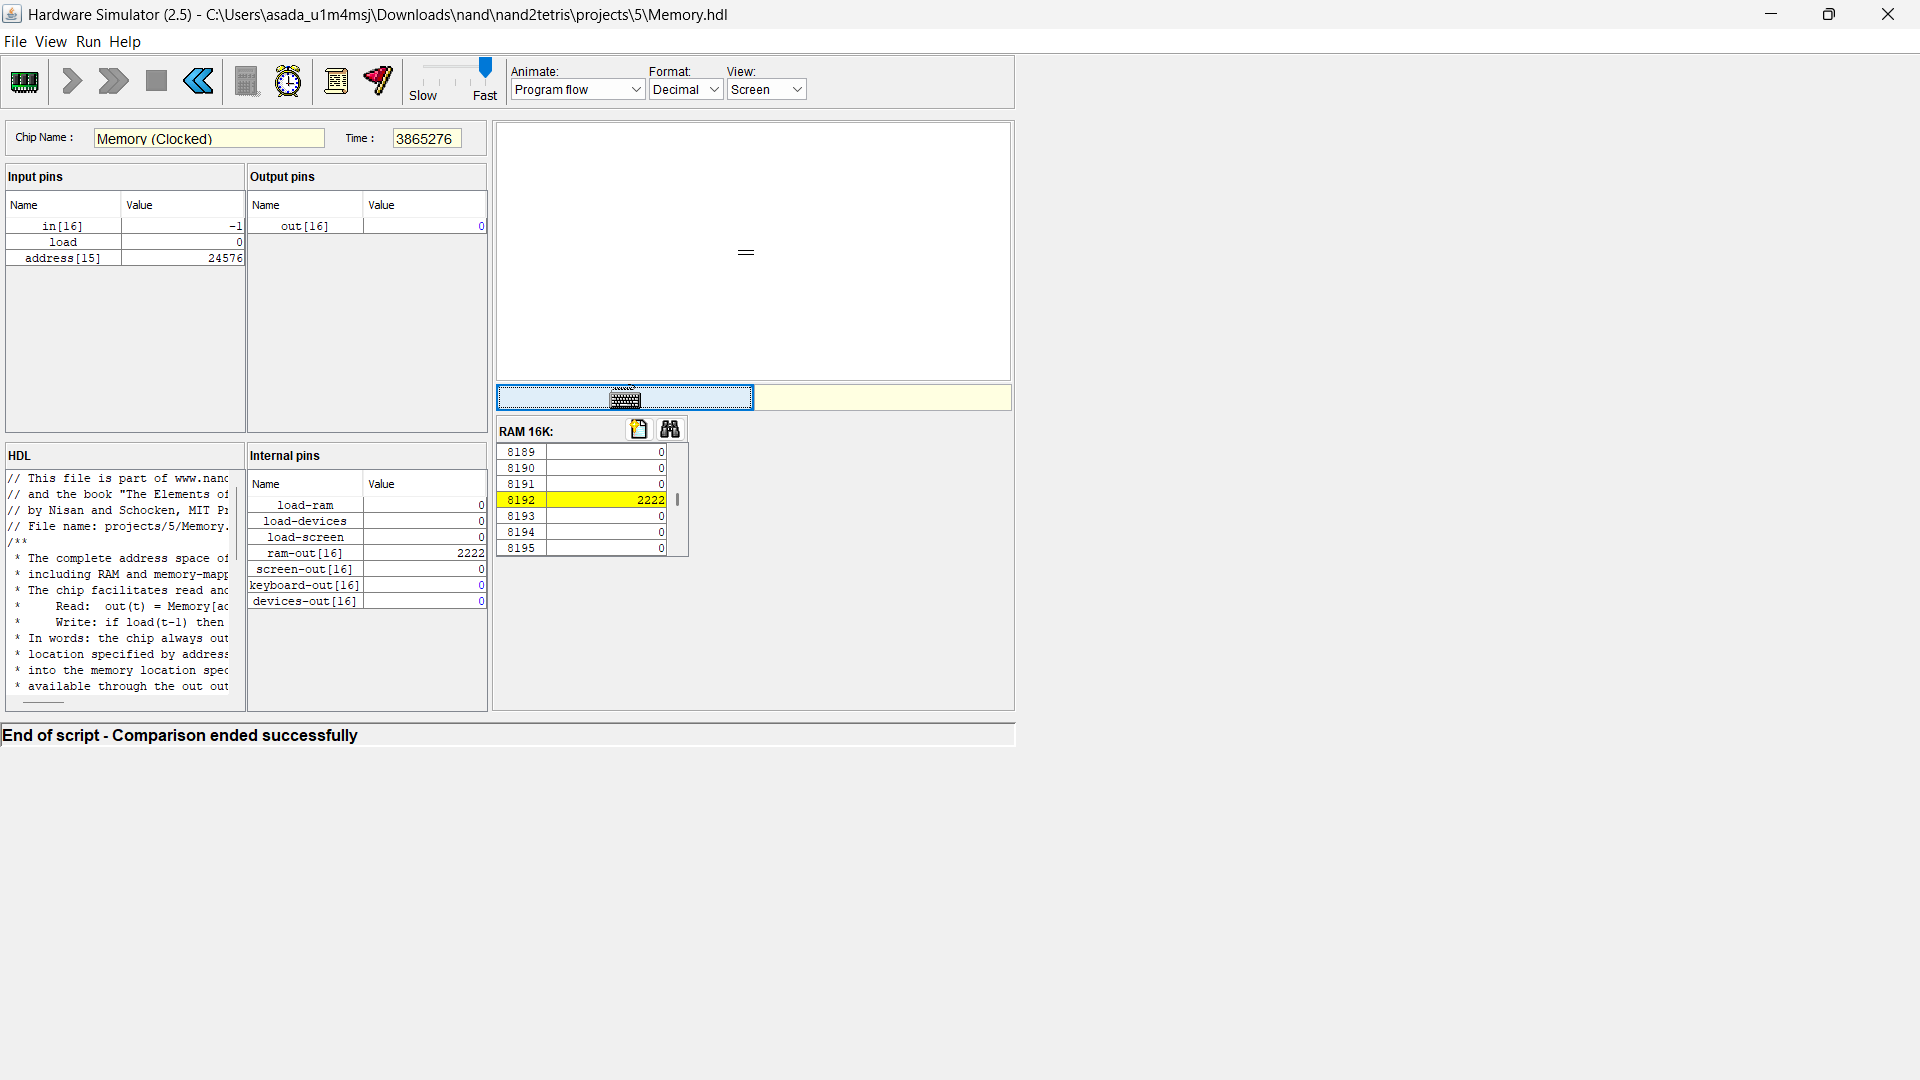 Hardware Simulator (2.5) - C:\Users\asada_u1m4msj\Downloads\nand\nand2tetris\projects\5\Memory.hdl
File View Run Help
Slow Fast
Animate:
Program flow
Format:
Decimal
View:
Screen
Chip Name :
Memory (Clocked)
Time :
3865276
Input pins
Name Value
in[16] -1
load 0
address[15] 24576
Output pins
Name Value
out[16] 0
HDL
// This file is part of www.nand
// and the book "The Elements of
// by Nisan and Schocken, MIT Pr
// File name: projects/5/Memory.
/**
* The complete address space of
* including RAM and memory-mapp
* The chip facilitates read and
* Read: out(t) = Memory[ad
* Write: if load(t-1) then
* In words: the chip always out
* location specified by address
* into the memory location spec
* available through the out out
Internal pins
Name Value
load-ram 0
load-devices 0
load-screen 0
ram-out[16] 2222
screen-out[16] 0
keyboard-out[16] 0
devices-out[16] 0
RAM 16K:
8189 0
8190 0
8191 0
8192 2222
8193 0
8194 0
8195 0
End of script - Comparison ended successfully